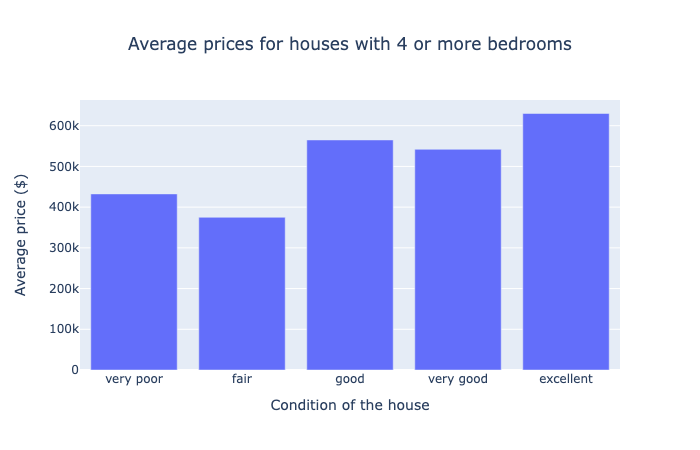 Average prices for houses with 4 or more bedrooms
Average price ($)
600k
500k
400k
300k
200k
100k
0
very poor
fair
good
very good
excellent
Condition of the house